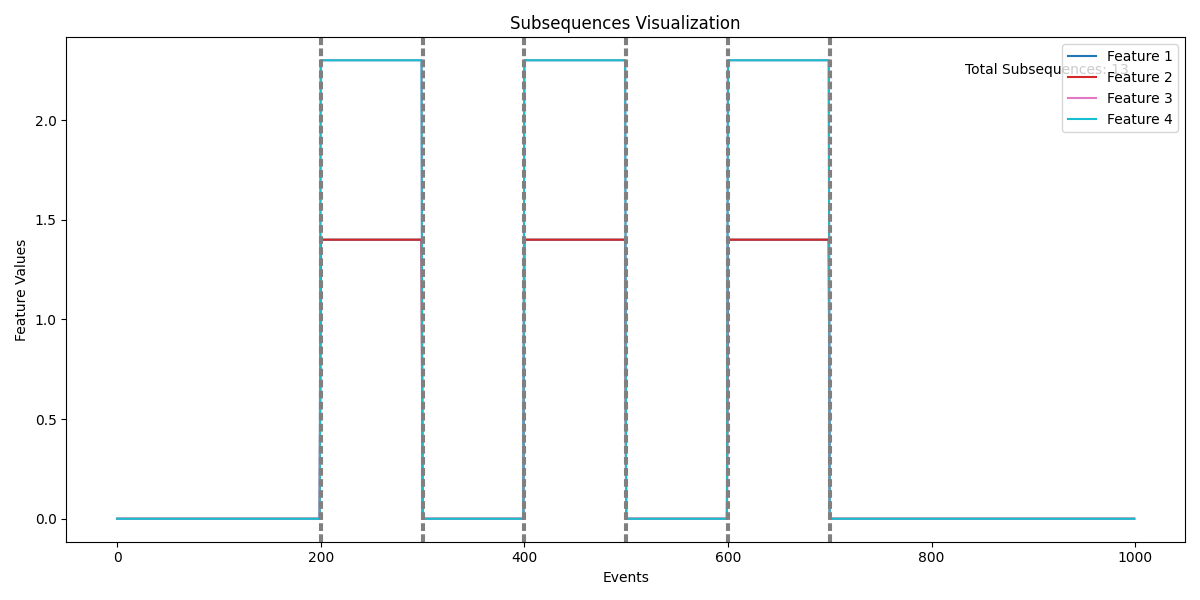 Subsequences Visualization
Total Subsequences: 13
Feature 1
Feature 2
Feature 3
Feature 4
Feature Values
2.0
1.5
1.0
0.5
0.0
0
200
400
600
800
1000
Events